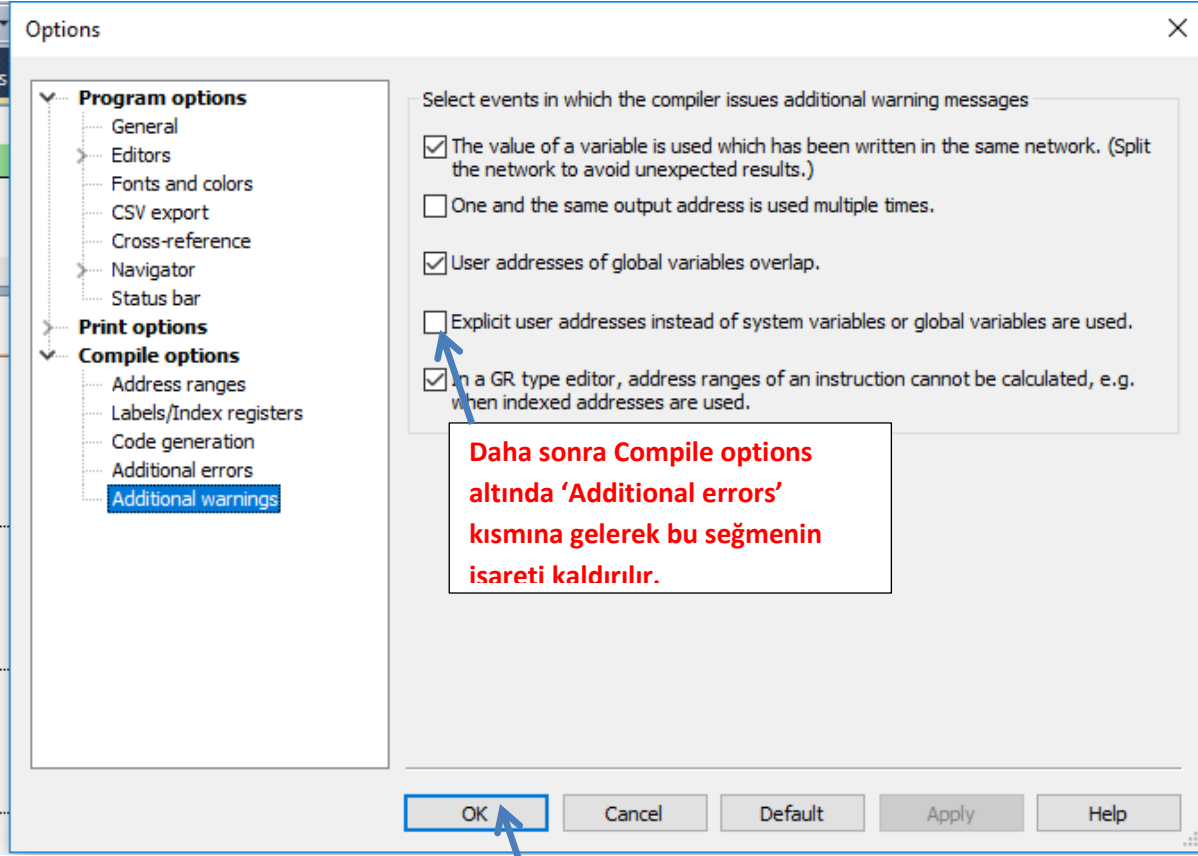 Options
Program options
General
Editors
Fonts and colors
CSV export
Cross-reference
Navigator
Status bar
Print options
Compile options
Address ranges
Labels/Index registers
Code generation
Additional errors
Additional warnings
Select events in which the compiler issues additional warning messages
The value of a variable is used which has been written in the same network. (Split
the network to avoid unexpected results.)
One and the same output address is used multiple times.
User addresses of global variables overlap.
Explicit user addresses instead of system variables or global variables are used.
In a GR type editor, address ranges of an instruction cannot be calculated, e.g.
when indexed addresses are used.
Daha sonra Compile options
altında ‘Additional errors’
kısmına gelerek bu seğmenin
işareti kaldırılır.
OK
Cancel
Default
Apply
Help